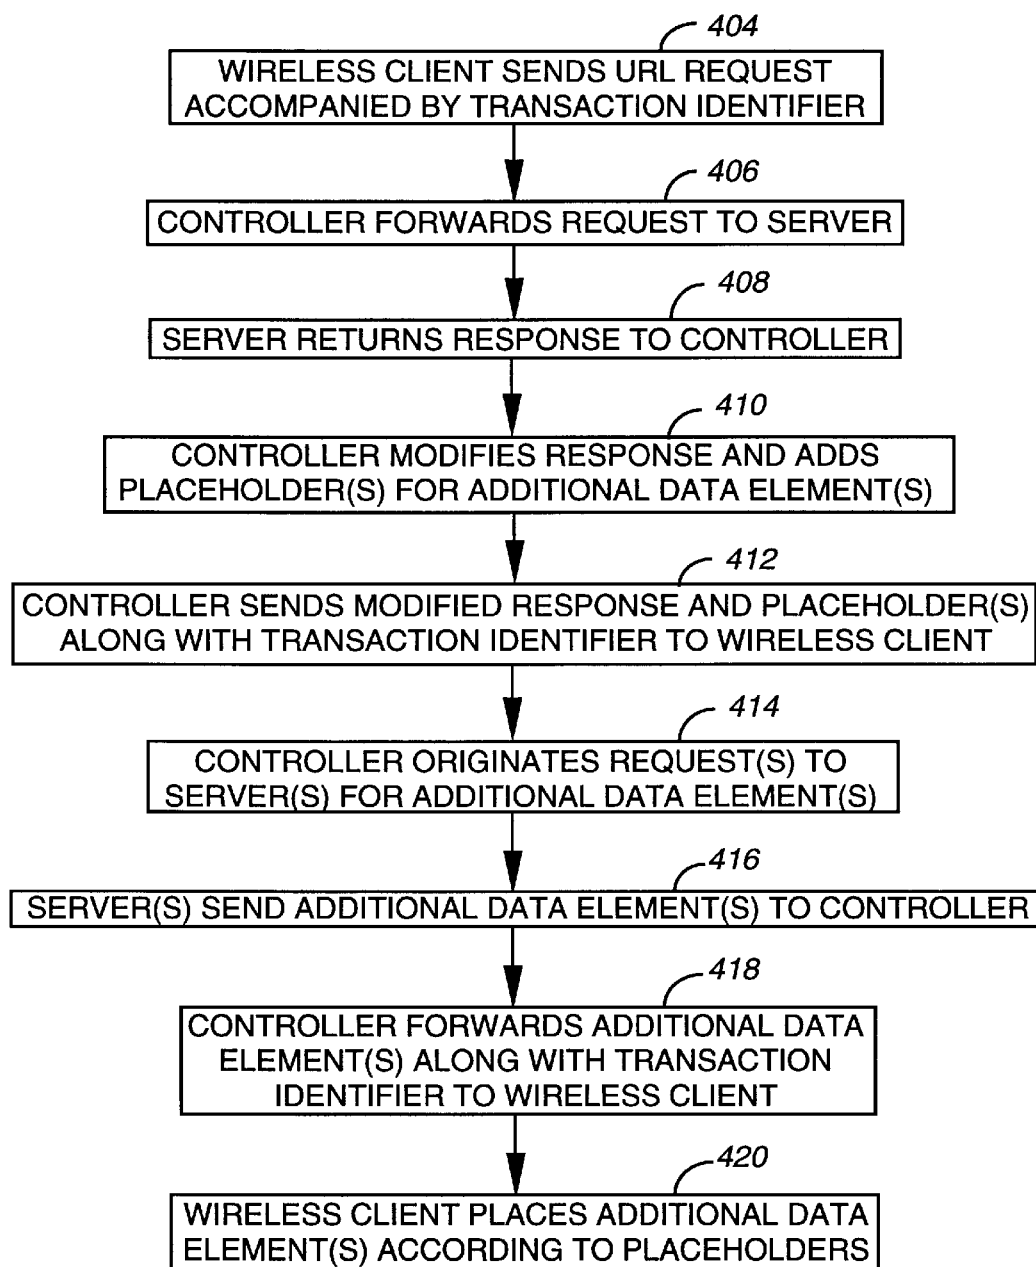 404
WIRELESS CLIENT SENDS URL REQUEST
ACCOMPANIED BY TRANSACTION IDENTIFIER
406
CONTROLLER FORWARDS REQUEST TO SERVER
408
SERVER RETURNS RESPONSE TO CONTROLLER
410
CONTROLLER MODIFIES RESPONSE AND ADDS
PLACEHOLDER(S) FOR ADDITIONAL DATA ELEMENT(S)
412
CONTROLLER SENDS MODIFIED RESPONSE AND PLACEHOLDER(S)
ALONG WITH TRANSACTION IDENTIFIER TO WIRELESS CLIENT
414
CONTROLLER ORIGINATES REQUEST(S) TO
SERVER(S) FOR ADDITIONAL DATA ELEMENT(S)
416
SERVER(S) SEND ADDITIONAL DATA ELEMENT(S) TO CONTROLLER
418
CONTROLLER FORWARDS ADDITIONAL DATA
ELEMENT(S) ALONG WITH TRANSACTION
IDENTIFIER TO WIRELESS CLIENT
420
WIRELESS CLIENT PLACES ADDITIONAL DATA
ELEMENT(S) ACCORDING TO PLACEHOLDERS